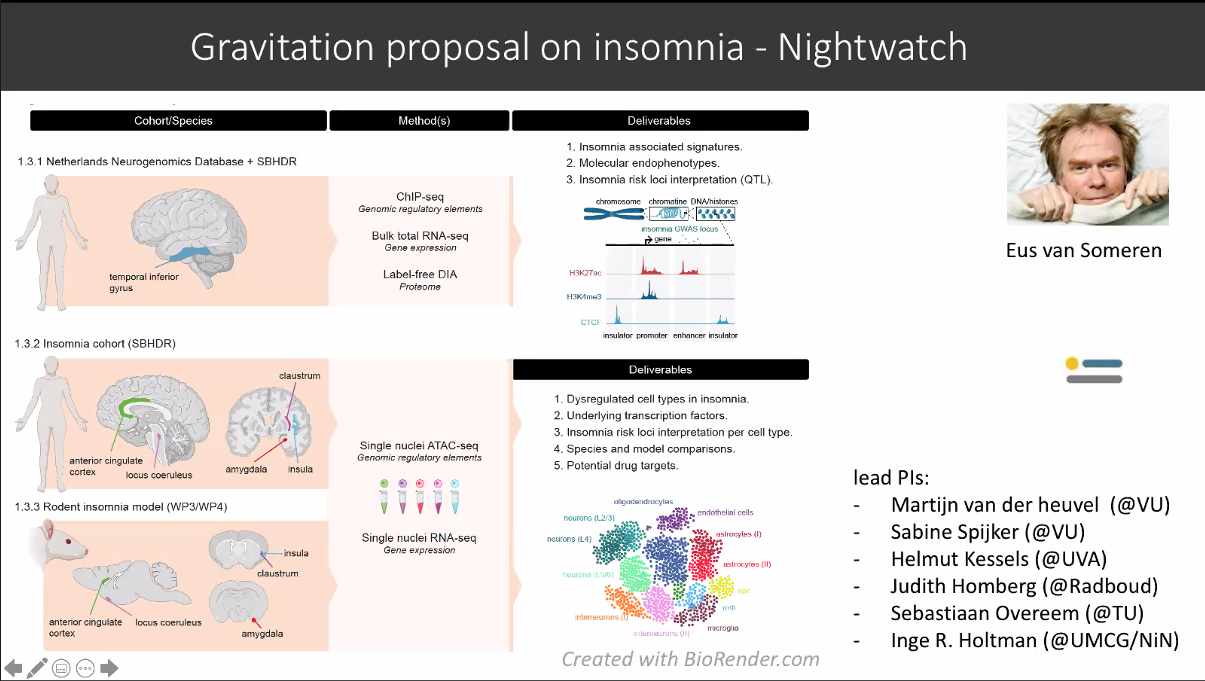 Gravitation proposal on insomnia - Nightwatch
Cohort/Species
Method(s)
Deliverables
1.3.1 Netherlands Neurogenomics Database + SBHDR
temporal inferior
gyrus
ChIP-seq
Genomic regulatory elements
Bulk total RNA-seq
Gene expression
Label-free DIA
Proteome
1. Insomnia associated signatures.
2. Molecular endophenotypes.
3. Insomnia risk loci interpretation (QTL).
chromosome
chromatine
DNA/histones
insomnia GWAS locus
gene
H3K27ac
H3K4me3
CTCF
insulator promoter enhancer insulator
Eus van Someren
1.3.2 Insomnia cohort (SBHDR)
claustrum
anterior cingulate
cortex
locus coeruleus
amygdala
insula
1.3.3 Rodent insomnia model (WP3/WP4)
insula
claustrum
anterior cingulate
cortex
locus coeruleus
amygdala
Single nuclei ATAC-seq
Genomic regulatory elements
Single nuclei RNA-seq
Gene expression
Deliverables
1. Dysregulated cell types in insomnia.
2. Underlying transcription factors.
3. Insomnia risk loci interpretation per cell type.
4. Species and model comparisons.
5. Potential drug targets.
oligodendrocytes
endothelial cells
neurons (L2/3)
astrocytes (I)
neurons (L4)
astrocytes (II)
neurons (L5/6)
opc
mΦ
interneurons (I)
microglia
interneurons (II)
Created with BioRender.com
lead PIs:
- Martijn van der heuvel (@VU)
- Sabine Spijker (@VU)
- Helmut Kessels (@UVA)
- Judith Homberg (@Radboud)
- Sebastiaan Overeem (@TU)
- Inge R. Holtman (@UMCG/NiN)